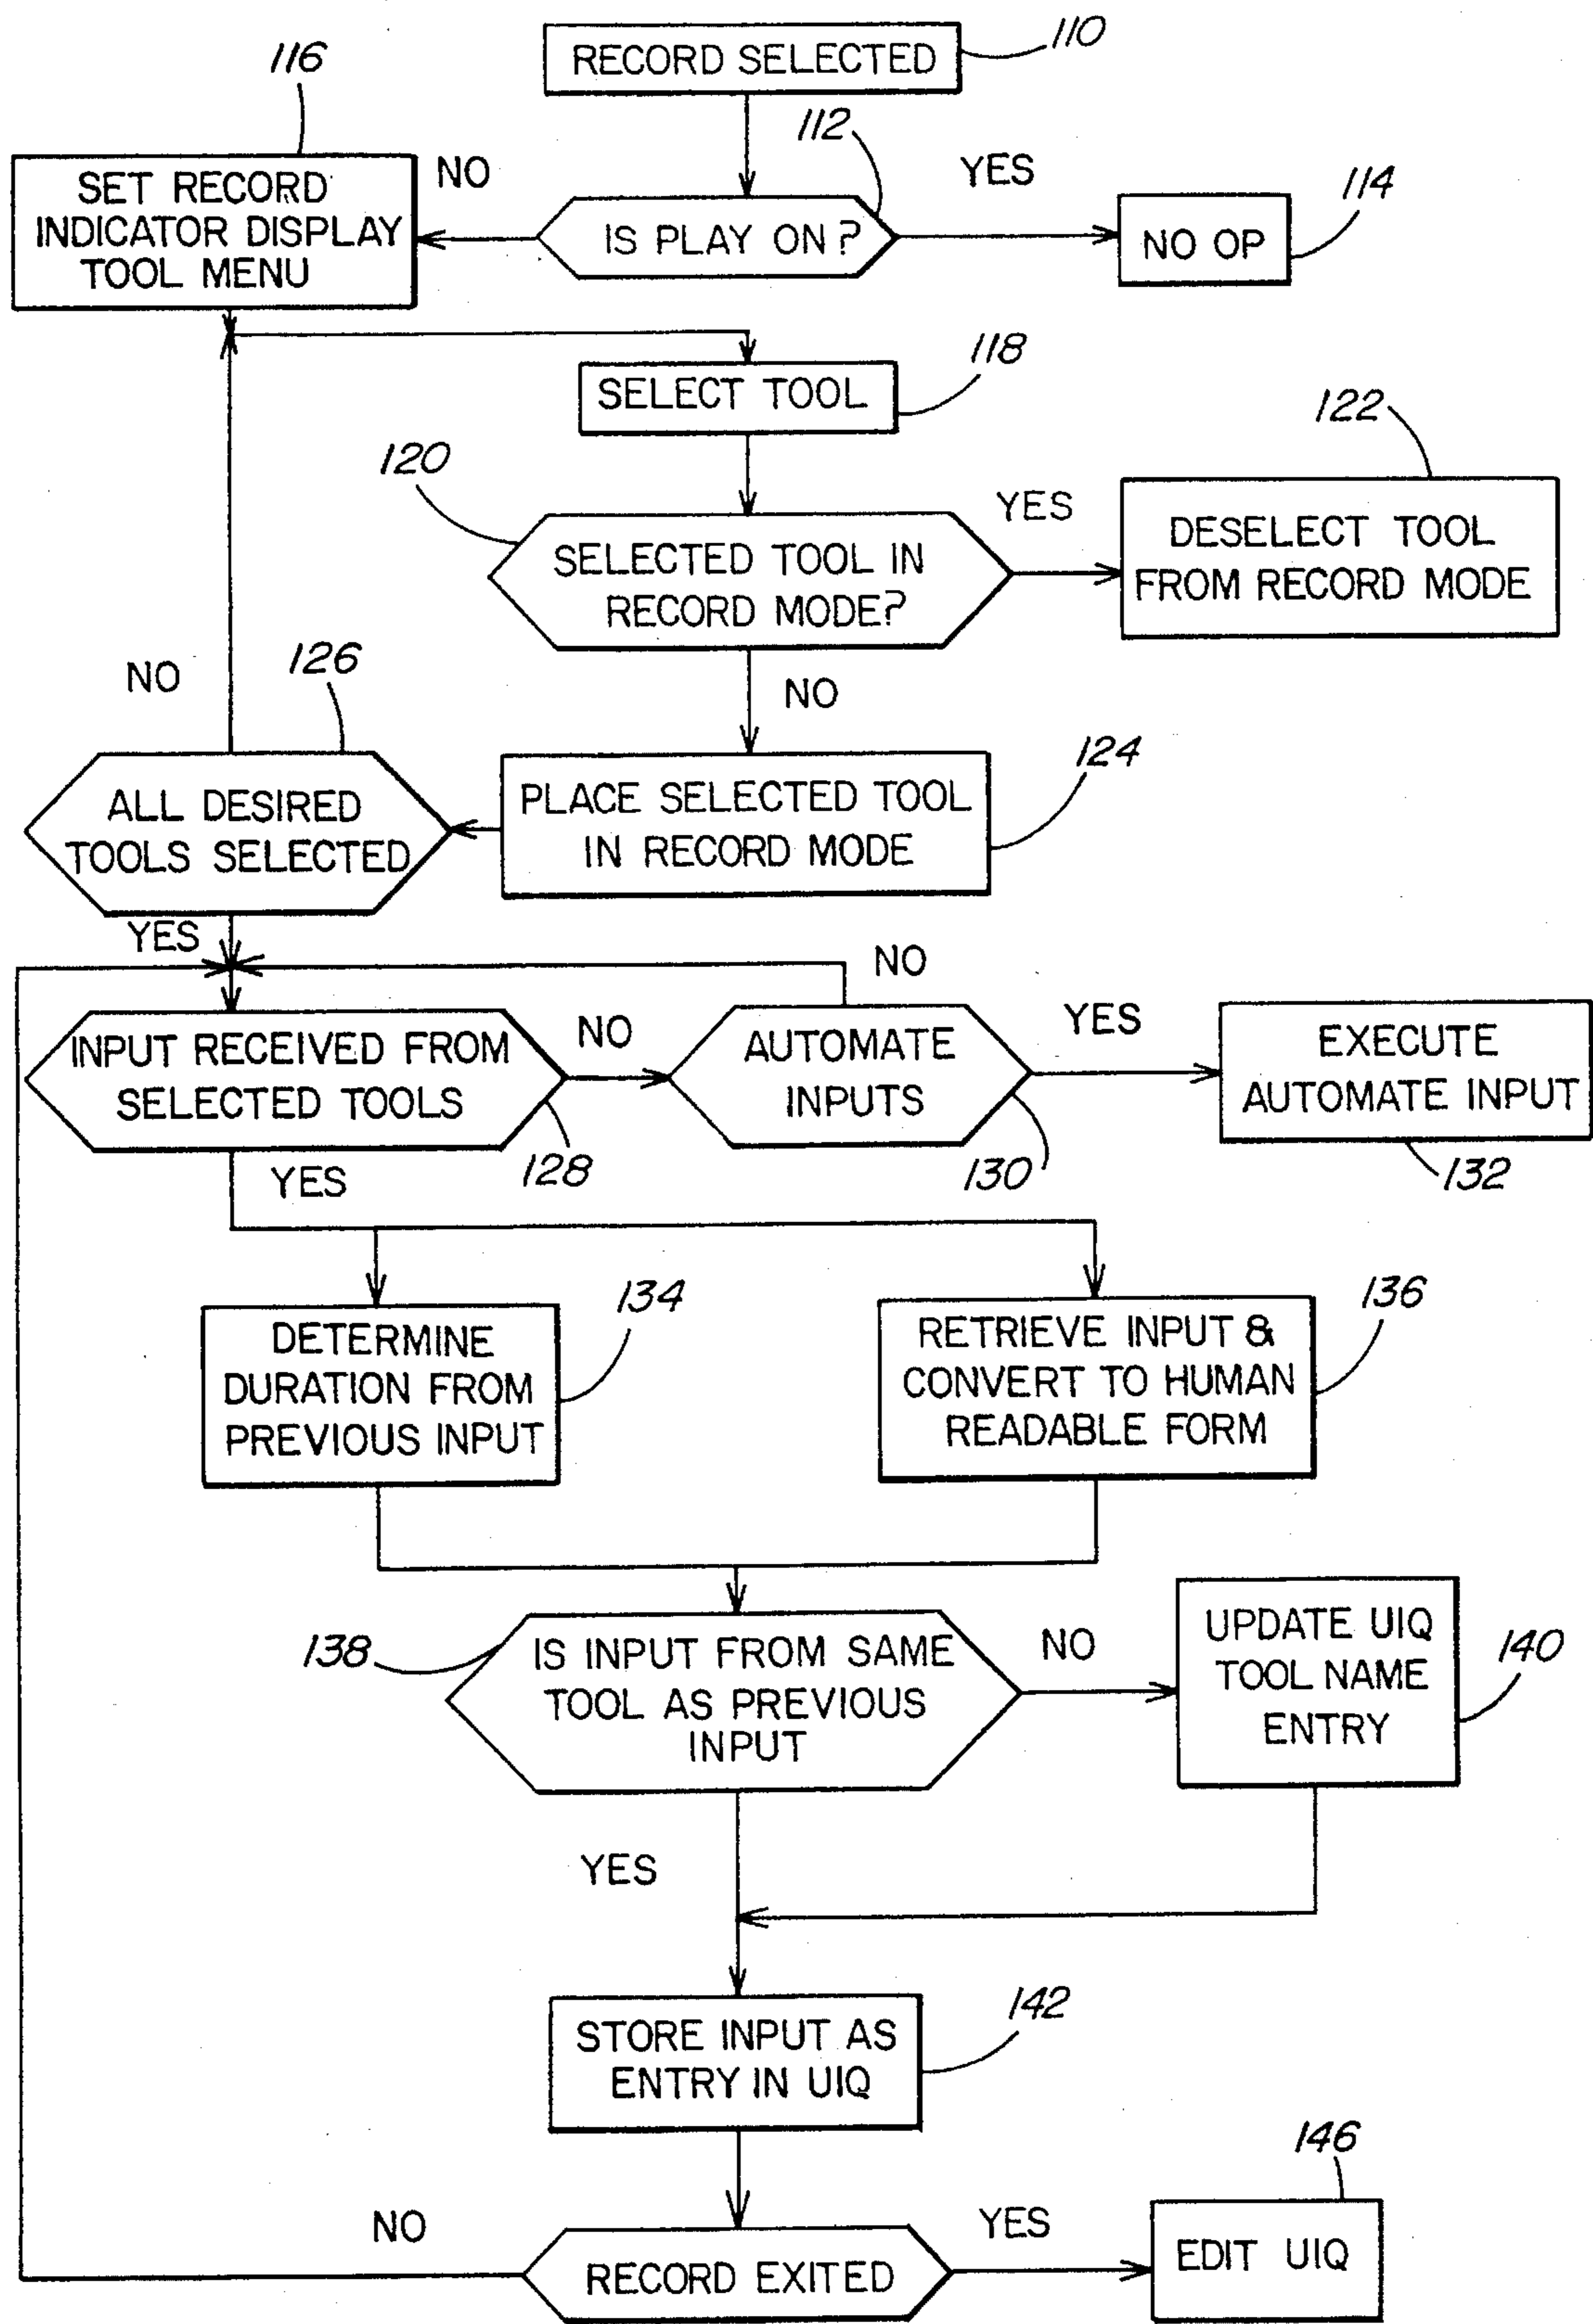 RECORD SELECTED
110
116
112
NO
YES
SET RECORD
INDICATOR DISPLAY
TOOL MENU
IS PLAY ON?
NO OP
114
118
SELECT TOOL
122
120
YES
SELECTED TOOL IN
RECORD MODE?
DESELECT TOOL
FROM RECORD MODE
NO
126
NO
124
ALL DESIRED
TOOLS SELECTED
PLACE SELECTED TOOL
IN RECORD MODE
YES
NO
INPUT RECEIVED FROM
SELECTED TOOLS
NO
AUTOMATE
INPUTS
YES
EXECUTE
AUTOMATE INPUT
128
130
132
YES
134
136
DETERMINE
DURATION FROM
PREVIOUS INPUT
RETRIEVE INPUT &
CONVERT TO HUMAN
READABLE FORM
138
IS INPUT FROM SAME
TOOL AS PREVIOUS
INPUT
NO
UPDATE UIQ
TOOL NAME
ENTRY
140
YES
142
STORE INPUT AS
ENTRY IN UIQ
146
NO
RECORD EXITED
YES
EDIT UIQ